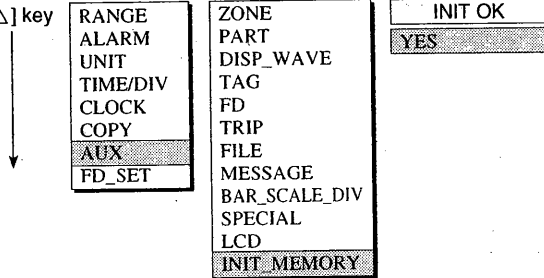 △] key
RANGE
ALARM
UNIT
TIME/DIV
CLOCK
COPY
AUX
FD_SET
ZONE
PART
DISP_WAVE
TAG
FD
TRIP
FILE
MESSAGE
BAR_SCALE_DIV
SPECIAL
LCD
INIT_MEMORY
INIT OK
YES